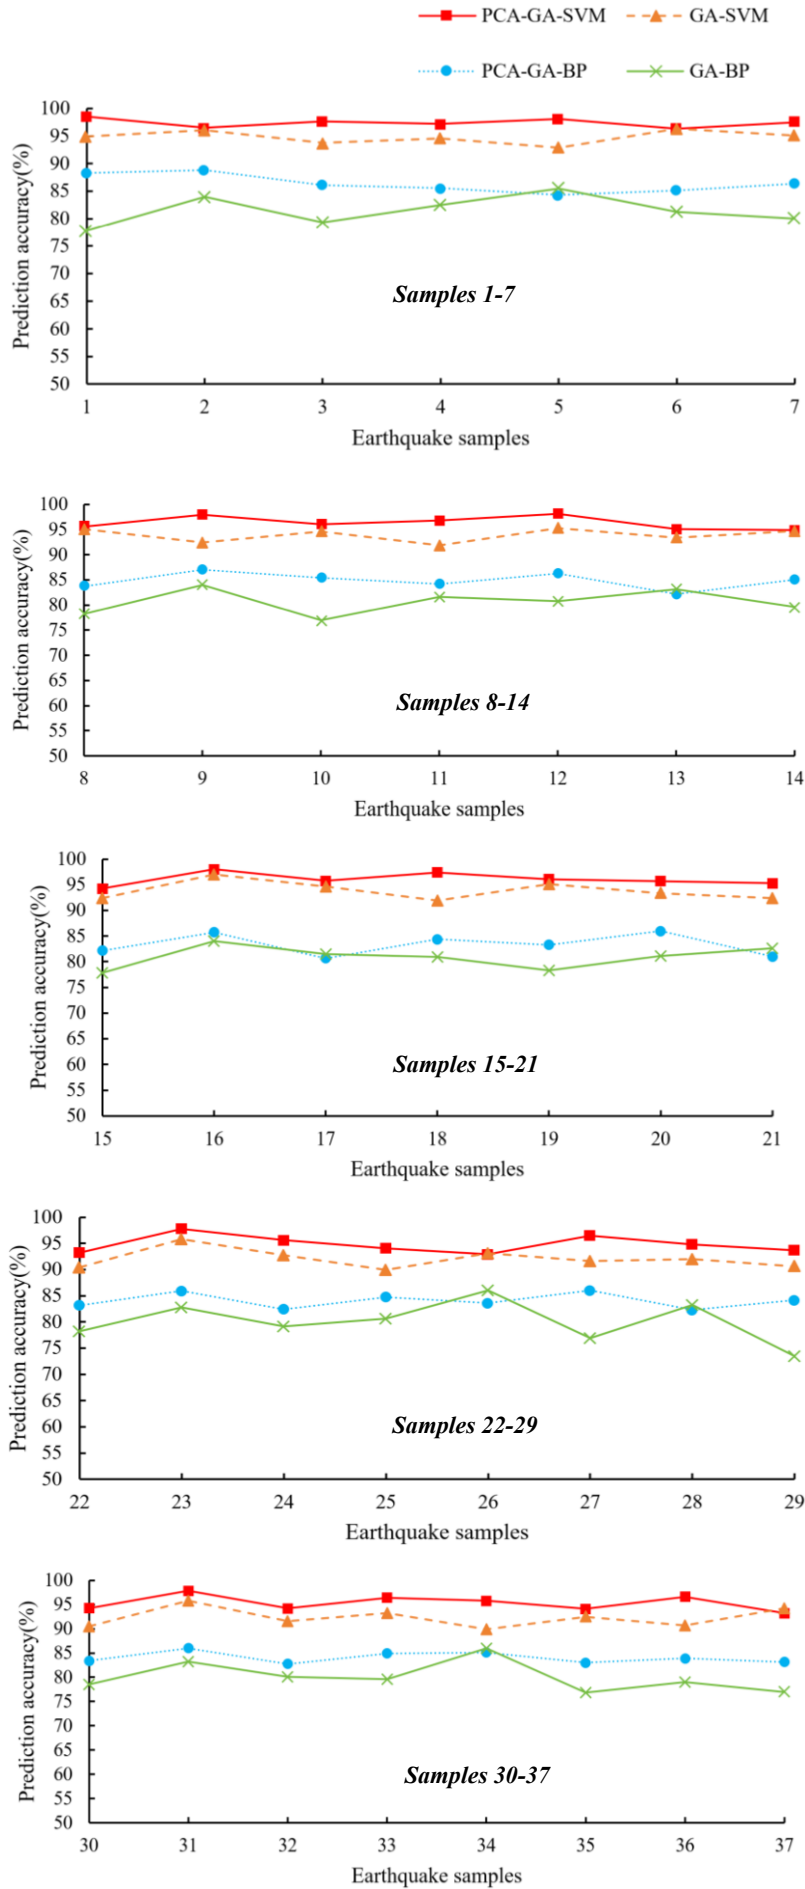 PCA-GA-SVM GA-SVM
PCA-GA-BP GA-BP
100
95
90
85
80
75
70
65
60
55
50
Prediction accuracy(%)
Samples 1-7
1 2 3 4 5 6 7
Earthquake samples
100
95
90
85
80
75
70
65
60
55
50
Prediction accuracy(%)
Samples 8-14
8 9 10 11 12 13 14
Earthquake samples
100
95
90
85
80
75
70
65
60
55
50
Prediction accuracy(%)
Samples 15-21
15 16 17 18 19 20 21
Earthquake samples
100
95
90
85
80
75
70
65
60
55
50
Prediction accuracy(%)
Samples 22-29
22 23 24 25 26 27 28 29
Earthquake samples
100
95
90
85
80
75
70
65
60
55
50
Prediction accuracy(%)
Samples 30-37
30 31 32 33 34 35 36 37
Earthquake samples